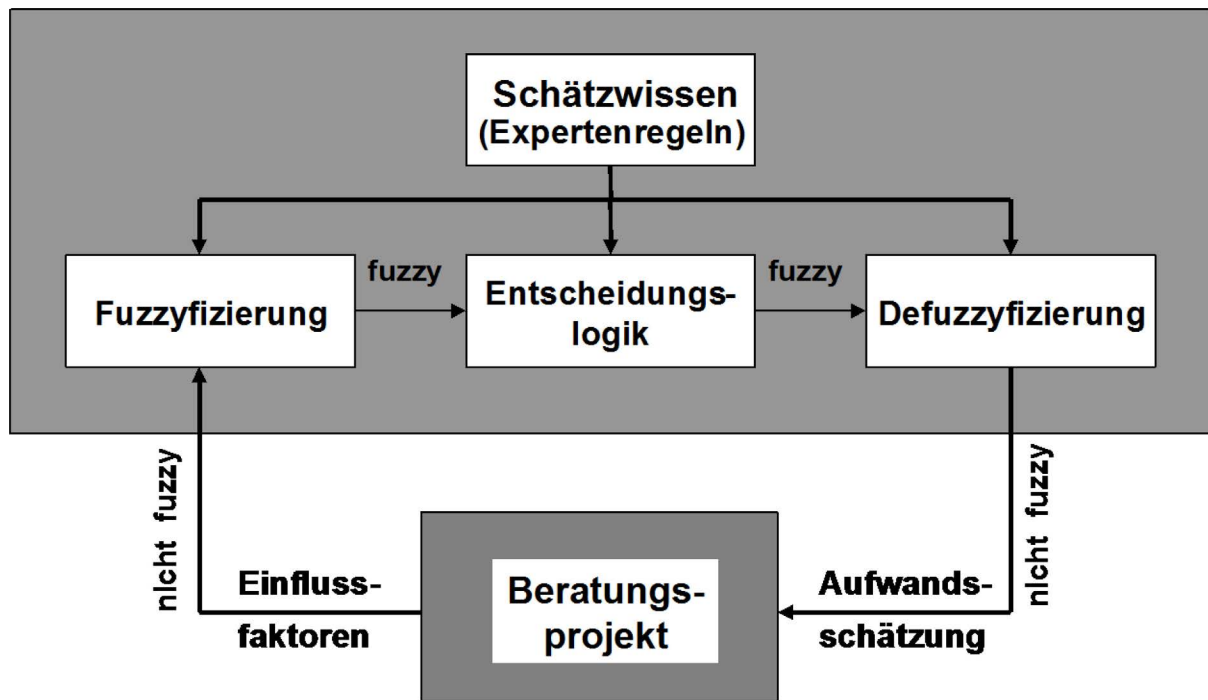 Schätzwissen
(Expertenregeln)
Fuzzyfizierung
fuzzy
Entscheidungs-
logik
fuzzy
Defuzzyfizierung
nicht fuzzy
Einfluss-
faktoren
Beratungs-
projekt
Aufwands-
schätzung
nicht fuzzy